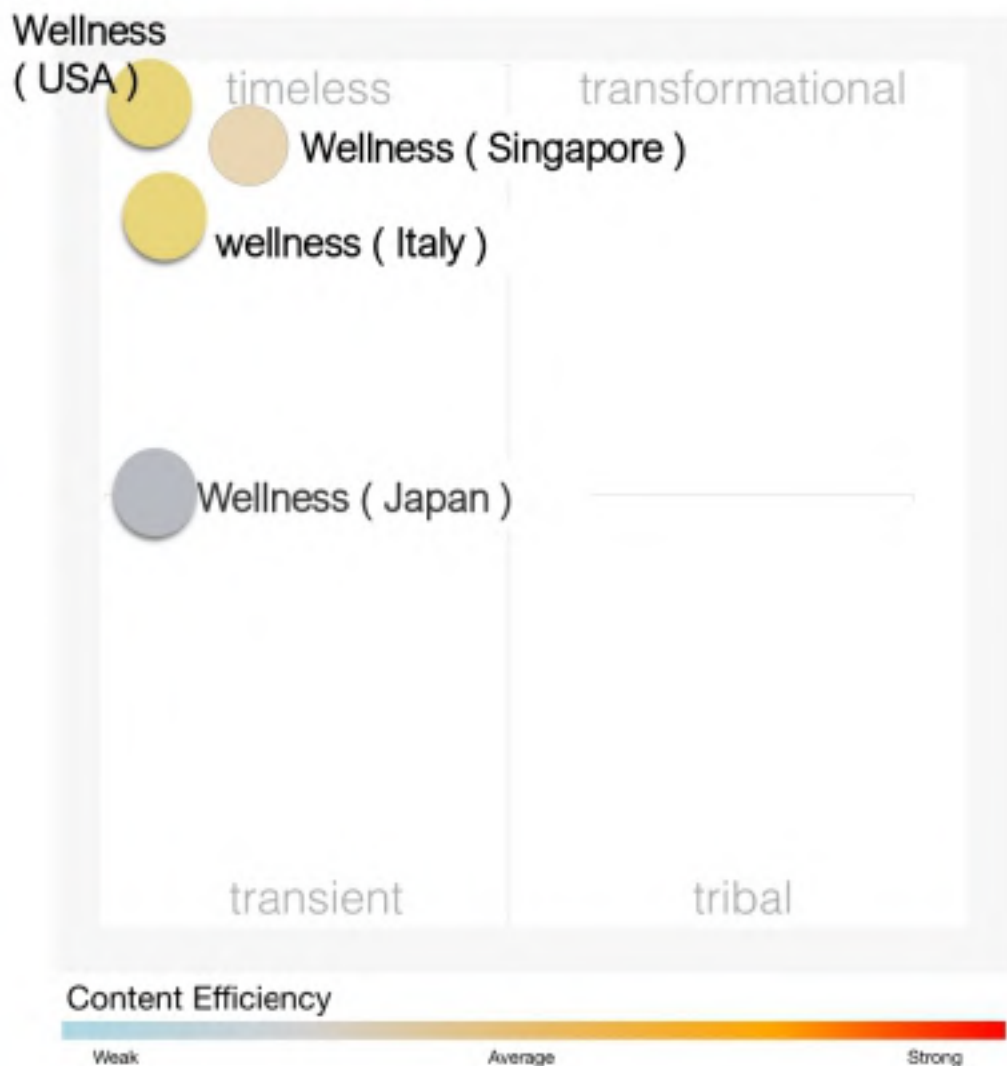 Wellness
( USA )
timeless
transformational
Wellness ( Singapore )
wellness ( Italy )
Wellness ( Japan )
transient
tribal
Content Efficiency
Weak
Average
Strong